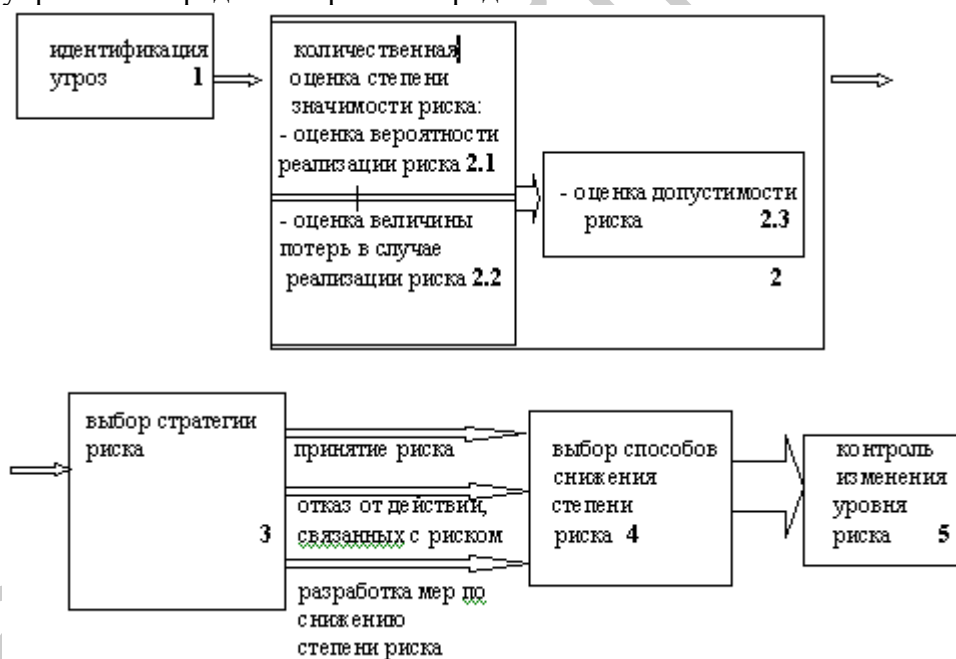 идентификация
угроз 1
количественная
оценка степени
значимости риска:
- оценка вероятности
реализации риска 2.1
- оценка величины
потерь в случае
реализации риска 2.2
- оценка допустимости
риска 2.3
2
выбор стратегии
риска
3
принятие риска
отказ от действий,
связанных с риском
разработка мер по
снижению
степени риска
выбор способов
снижения
степени
риска 4
контроль
изменения
уровня
риска 5